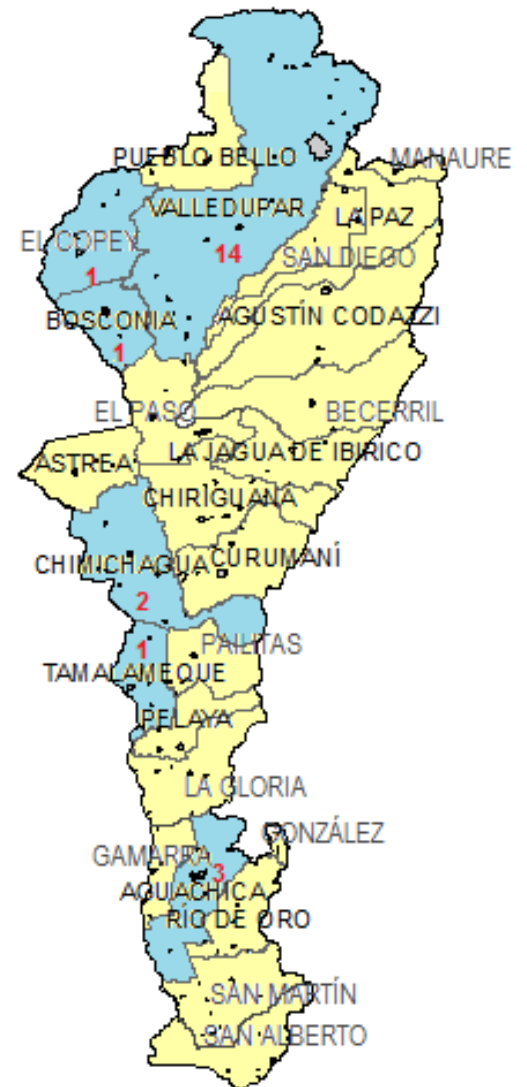 PUEBLO BELLO
MANAURE
VALLEDUPAR
LA PAZ
EL COPEY
14
SAN DIEGO
1
BOSCONIA
AGUSTÍN CODAZZI
1
EL PASO
BECERRIL
LA JAGUA DE IBIRICO
ASTREA
CHIRIGUANA
CHIMICHAGUA
CURUMANÍ
2
1
PAILITAS
TAMALAMEQUE
PELAYA
LA GLORIA
GONZÁLEZ
GAMARRA
3
AGUACHICA
RÍO DE ORO
SAN MARTÍN
SAN ALBERTO